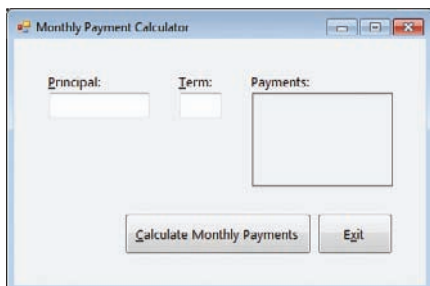 Monthly Payment Calculator
Principal: Term: Payments:
Calculate Monthly Payments Exit